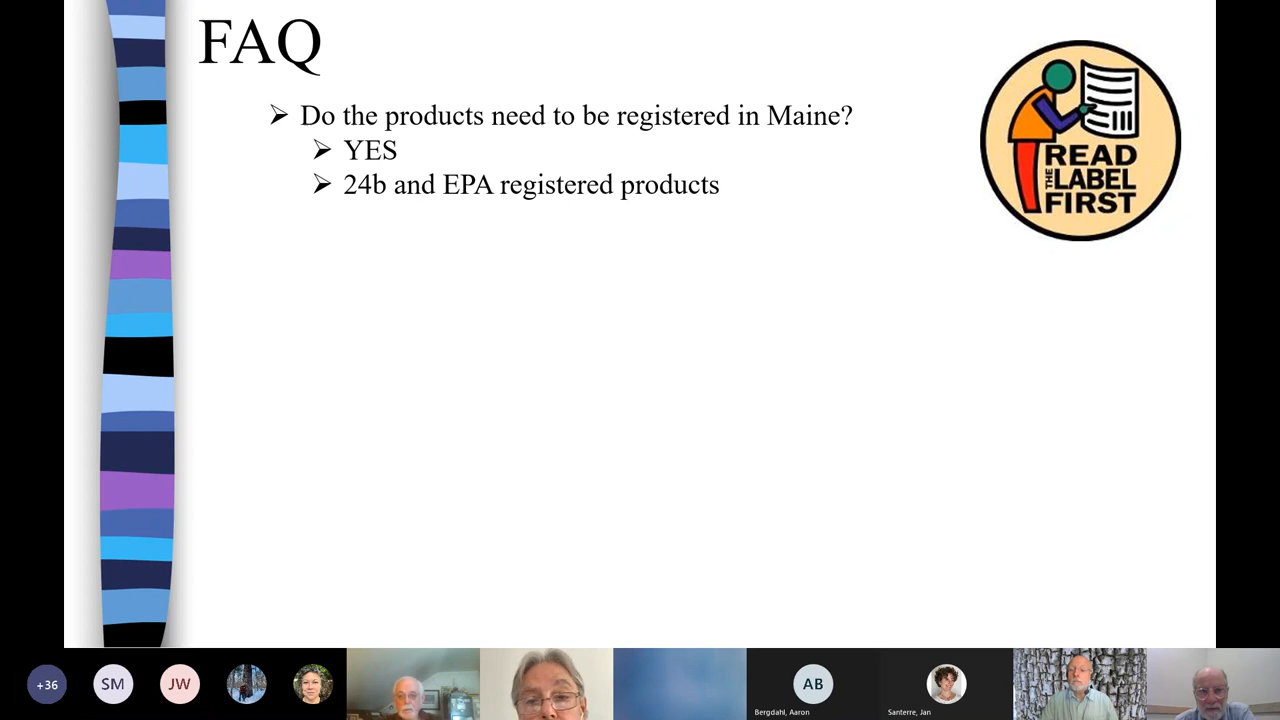 FAQ
Do the products need to be registered in Maine?
YES
24b and EPA registered products
READ
THE LABEL
FIRST
+36
SM
JW
AB
Bergdahl, Aaron
Santerre, Jan